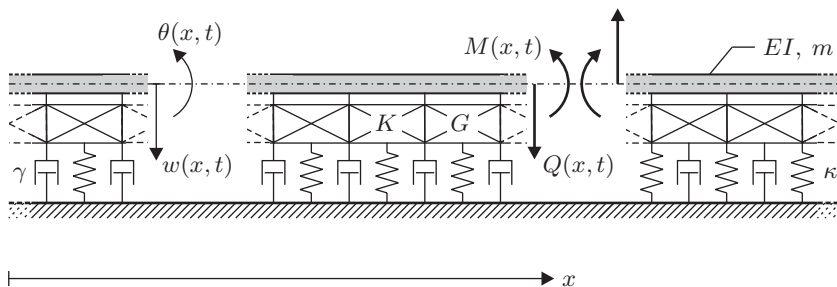 θ(x, t)
M(x, t)
EI, m
K
G
γ
w(x, t)
Q(x, t)
κ
x